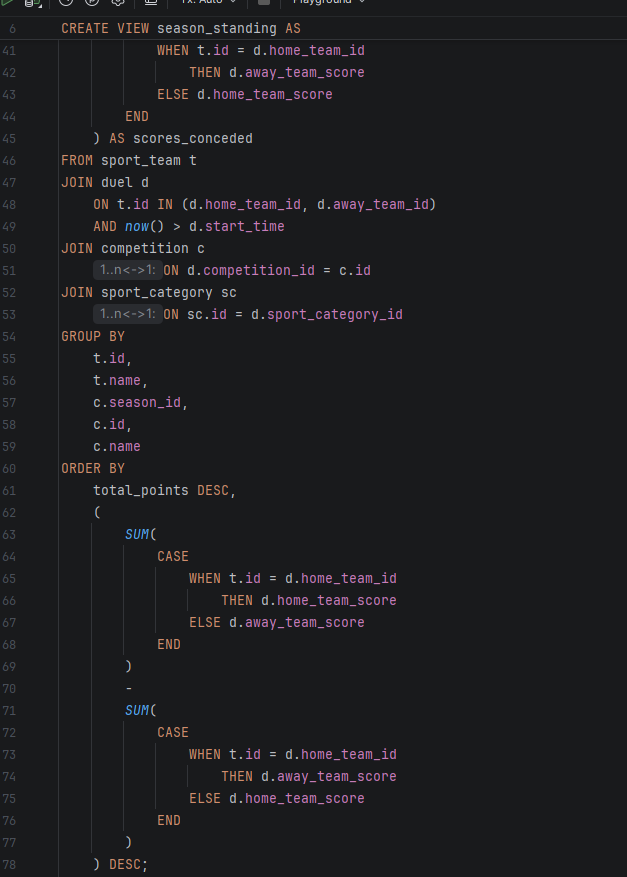 Tx: Auto
Playground
6 CREATE VIEW season_standing AS
41 WHEN t.id = d.home_team_id
42 THEN d.away_team_score
43 ELSE d.home_team_score
44 END
45 ) AS scores_conceded
46 FROM sport_team t
47 JOIN duel d
48 ON t.id IN (d.home_team_id, d.away_team_id)
49 AND now() > d.start_time
50 JOIN competition c
51 1..n<->1: ON d.competition_id = c.id
52 JOIN sport_category sc
53 1..n<->1: ON sc.id = d.sport_category_id
54 GROUP BY
55 t.id,
56 t.name,
57 c.season_id,
58 c.id,
59 c.name
60 ORDER BY
61 total_points DESC,
62 (
63 SUM(
64 CASE
65 WHEN t.id = d.home_team_id
66 THEN d.home_team_score
67 ELSE d.away_team_score
68 END
69 )
70 -
71 SUM(
72 CASE
73 WHEN t.id = d.home_team_id
74 THEN d.away_team_score
75 ELSE d.home_team_score
76 END
77 )
78 ) DESC;